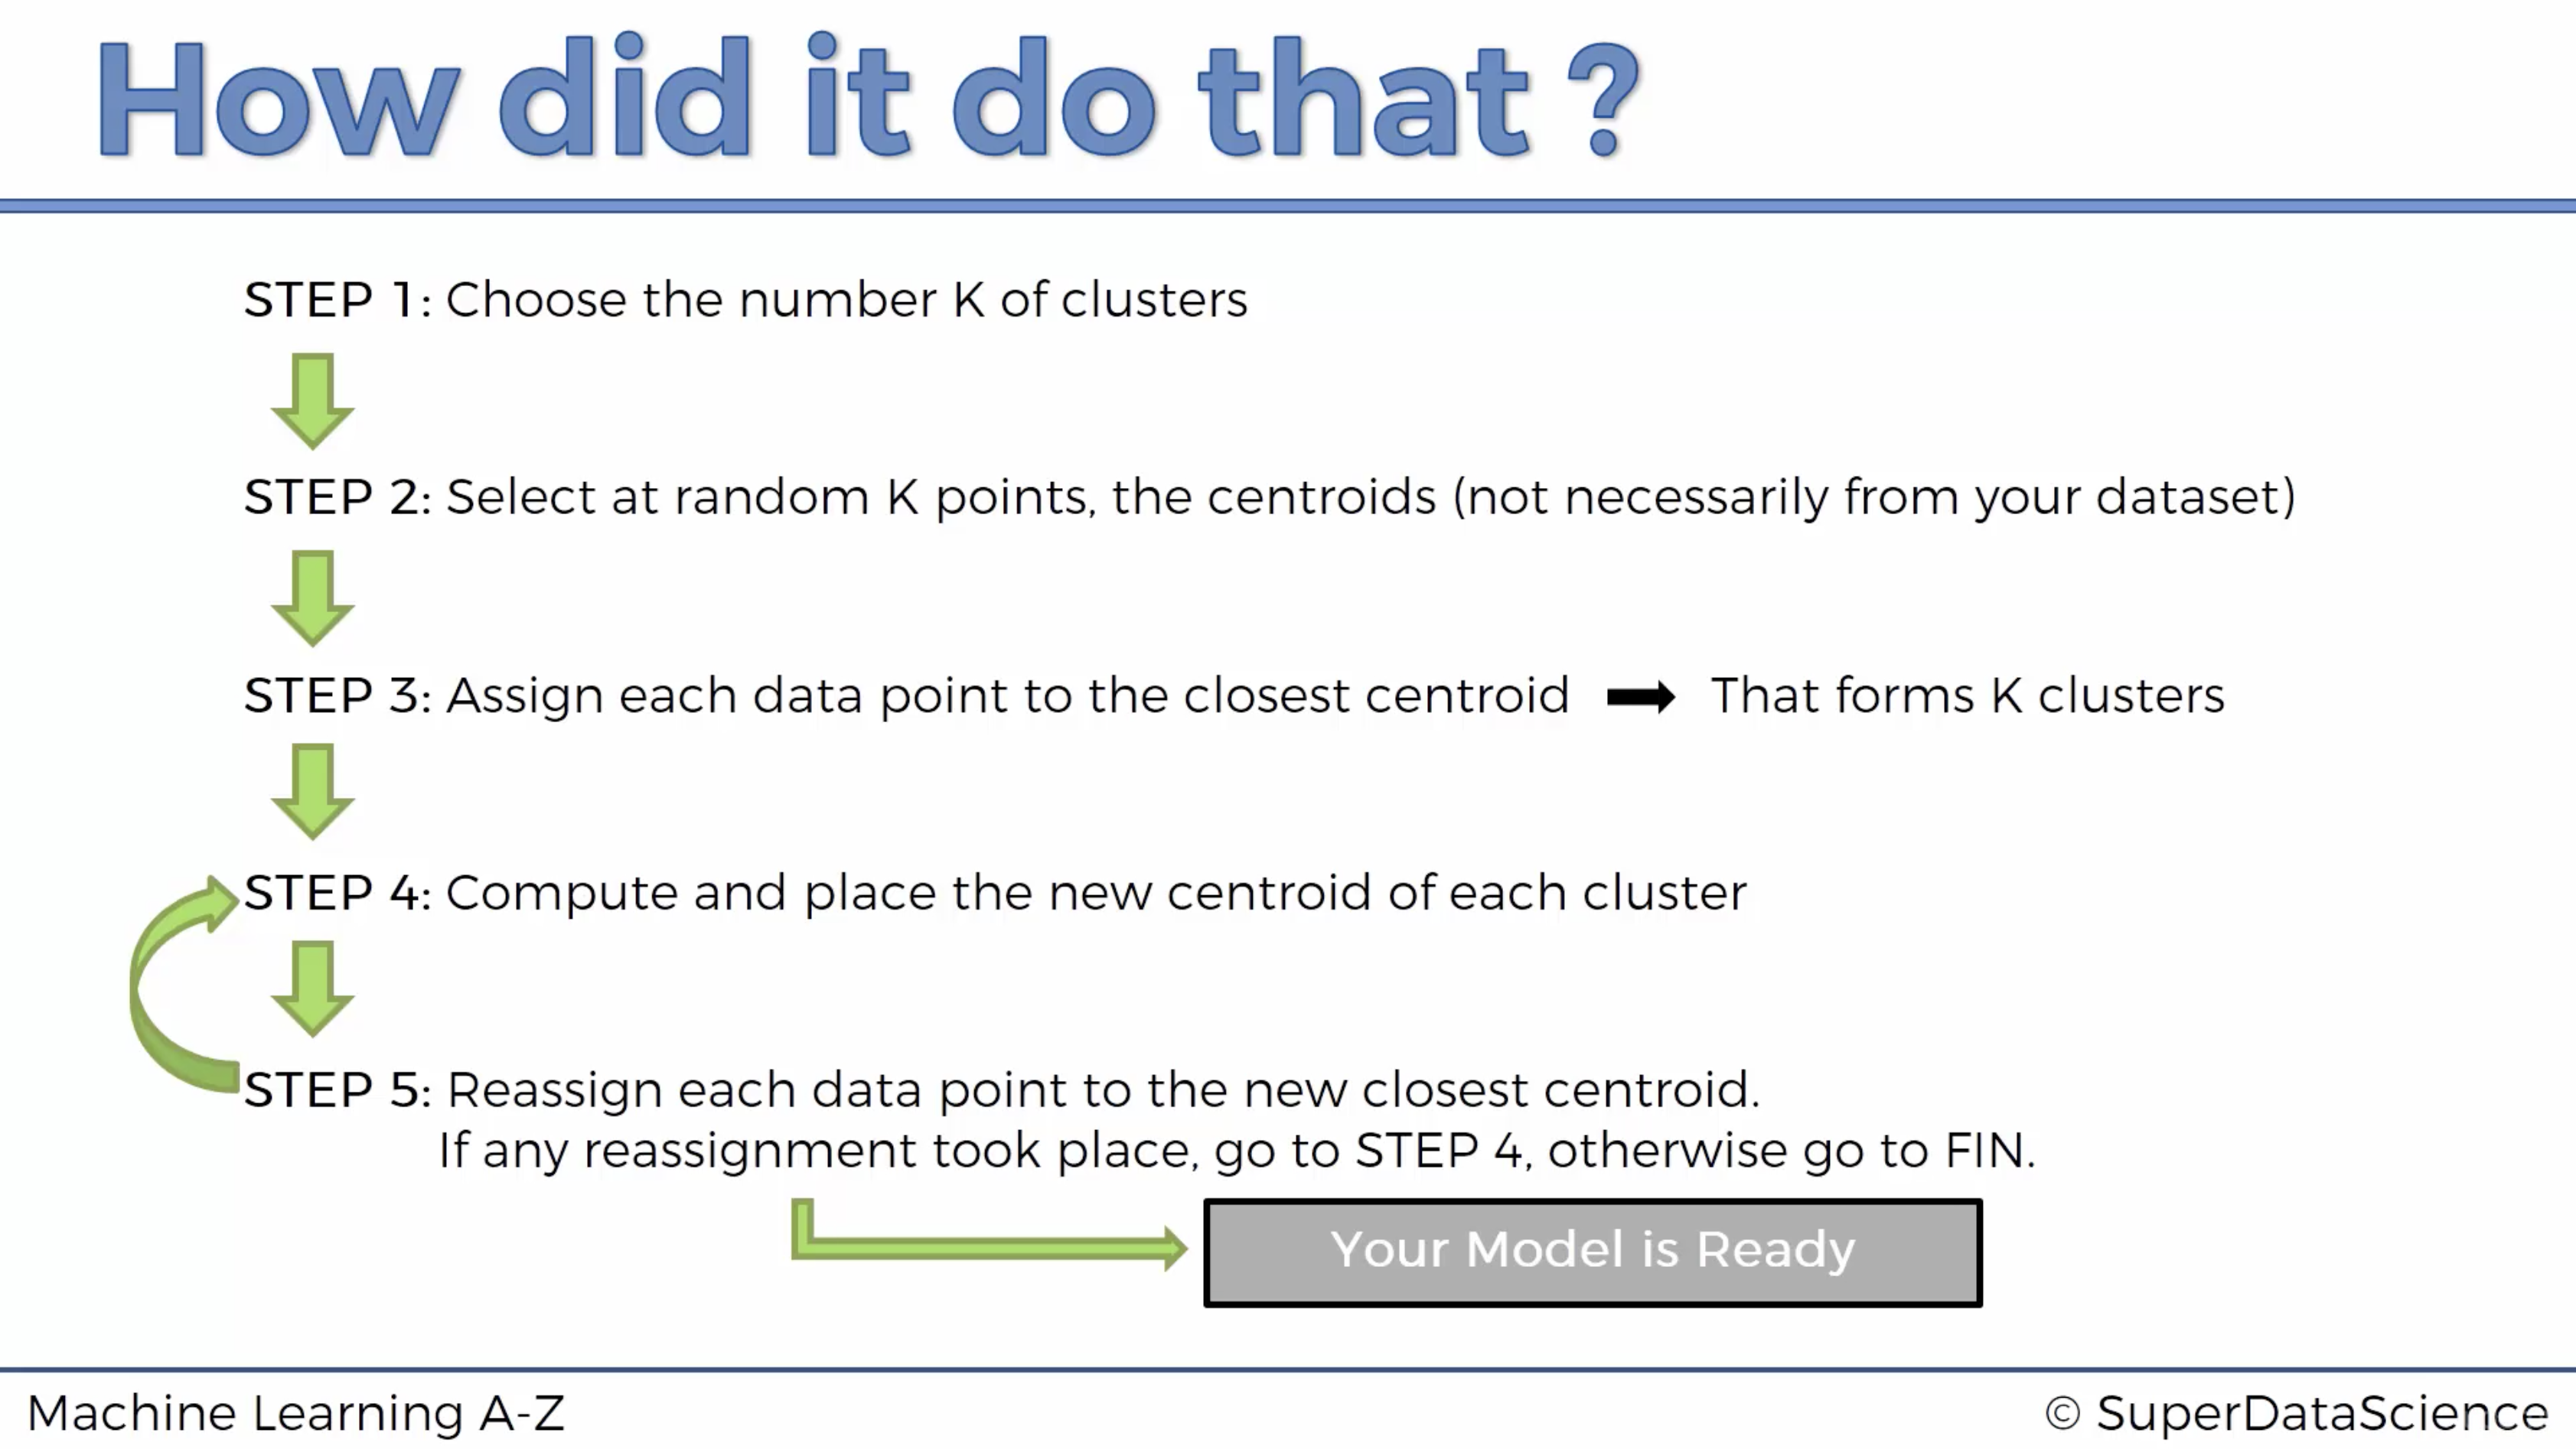 How did it do that ?
STEP 1: Choose the number K of clusters
STEP 2: Select at random K points, the centroids (not necessarily from your dataset)
STEP 3: Assign each data point to the closest centroid ➡ That forms K clusters
STEP 4: Compute and place the new centroid of each cluster
STEP 5: Reassign each data point to the new closest centroid.
If any reassignment took place, go to STEP 4, otherwise go to FIN.
Your Model is Ready
Machine Learning A-Z
© SuperDataScience